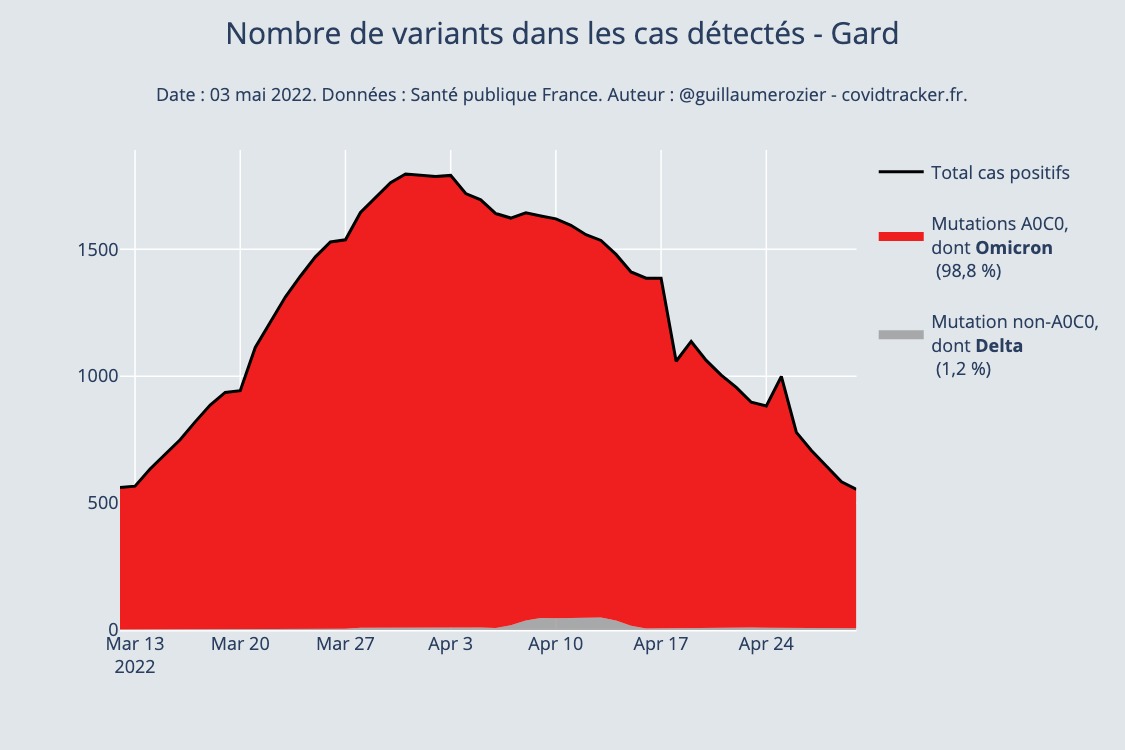 Nombre de variants dans les cas détectés - Gard
Date : 03 mai 2022. Données : Santé publique France. Auteur : @guillaumerozier - covidtracker.fr.
Total cas positifs
Mutations A0C0,
dont Omicron
(98,8 %)
Mutation non-A0C0,
dont Delta
(1,2 %)
1500
1000
500
0
Mar 13 Mar 20 Mar 27 Apr 3 Apr 10 Apr 17 Apr 24
2022